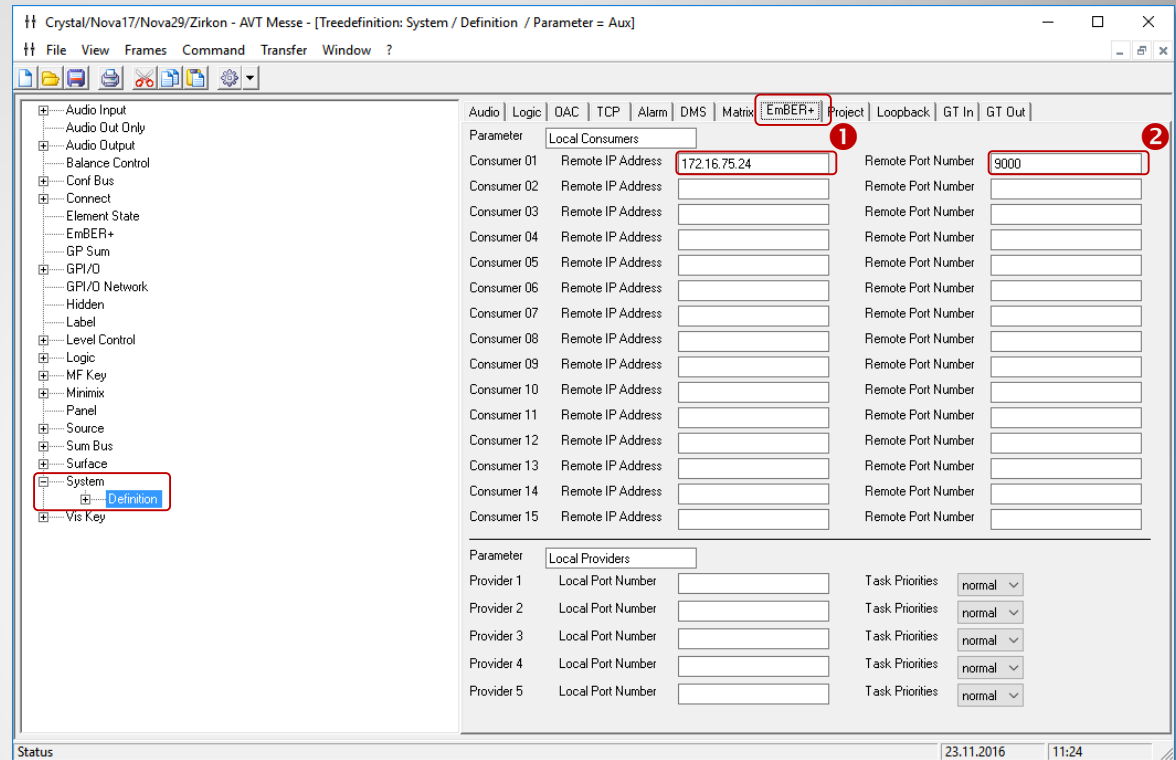 Crystal/Nova17/Nova29/Zirkon - AVT Messe - [Treedefinition: System / Definition / Parameter = Aux]
File View Frames Command Transfer Window ?
Audio Input
Audio Out Only
Audio Output
Balance Control
Conf Bus
Connect
Element State
EmBER+
GP Sum
GPI/O
GPI/O Network
Hidden
Label
Level Control
Logic
MF Key
Minimix
Panel
Source
Sum Bus
Surface
System
Definition
Vis Key
Audio Logic OAC TCP Alarm DMS Matrix EmBER+ Project Loopback GT In GT Out
1 2
Parameter Local Consumers
Consumer 01 Remote IP Address 172.16.75.24 Remote Port Number 9000
Consumer 02 Remote IP Address Remote Port Number
Consumer 03 Remote IP Address Remote Port Number
Consumer 04 Remote IP Address Remote Port Number
Consumer 05 Remote IP Address Remote Port Number
Consumer 06 Remote IP Address Remote Port Number
Consumer 07 Remote IP Address Remote Port Number
Consumer 08 Remote IP Address Remote Port Number
Consumer 09 Remote IP Address Remote Port Number
Consumer 10 Remote IP Address Remote Port Number
Consumer 11 Remote IP Address Remote Port Number
Consumer 12 Remote IP Address Remote Port Number
Consumer 13 Remote IP Address Remote Port Number
Consumer 14 Remote IP Address Remote Port Number
Consumer 15 Remote IP Address Remote Port Number
Parameter Local Providers
Provider 1 Local Port Number Task Priorities normal
Provider 2 Local Port Number Task Priorities normal
Provider 3 Local Port Number Task Priorities normal
Provider 4 Local Port Number Task Priorities normal
Provider 5 Local Port Number Task Priorities normal
Status 23.11.2016 11:24